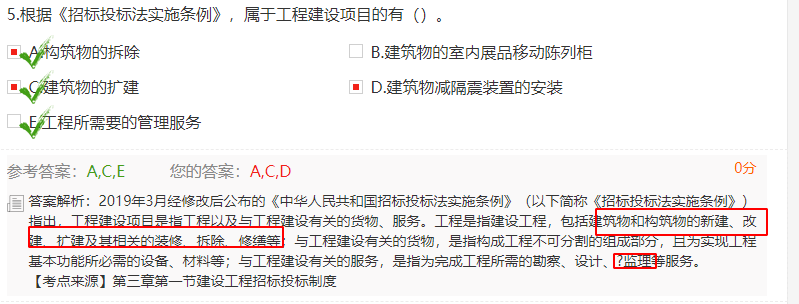 5.根据《招标投标法实施条例》，属于工程建设项目的有（）。
A.构筑物的拆除
B.建筑物的室内展品移动陈列柜
C.建筑物的扩建
D.建筑物减隔震装置的安装
E.工程所需要的管理服务
参考答案：A,C,E 您的答案：A,C,D 0分
答案解析：2019年3月经修改后公布的《中华人民共和国招标投标法实施条例》（以下简称《招标投标法实施条例》）
指出，工程建设项目是指工程以及与工程建设有关的货物、服务。工程是指建设工程，包括建筑物和构筑物的新建、改
建、扩建及其相关的装修、拆除、修缮等；与工程建设有关的货物，是指构成工程不可分割的组成部分，且为实现工程
基本功能所必需的设备、材料等；与工程建设有关的服务，是指为完成工程所需的勘察、设计、?监理等服务。
【考点来源】第三章第一节建设工程招标投标制度